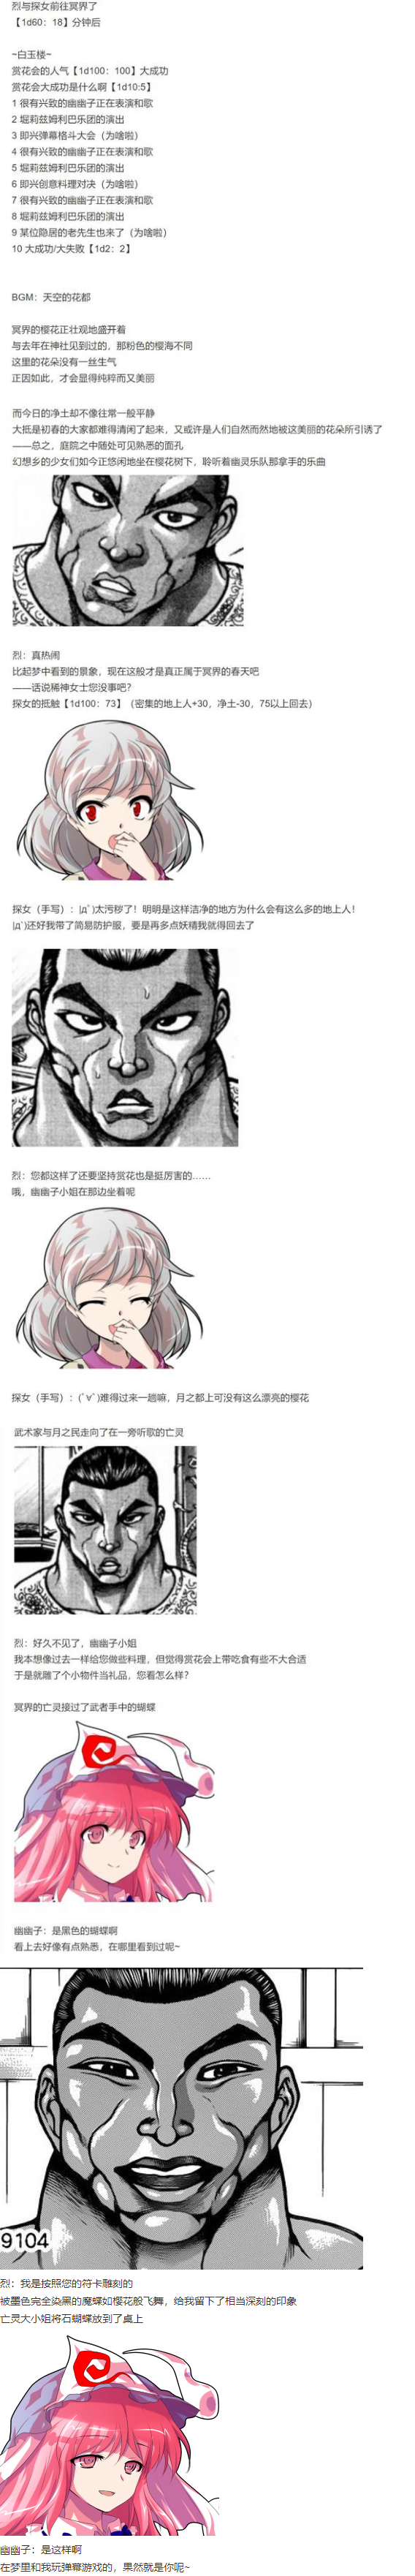 烈与探女前往冥界了
【1d60：18】分钟后
~白玉楼~
赏花会的人气【1d100：100】大成功
赏花会大成功是什么啊【1d10:5】
1 很有兴致的幽幽子正在表演和歌
2 堀莉兹姆利巴乐团的演出
3 即兴弹幕格斗大会（为啥啦）
4 很有兴致的幽幽子正在表演和歌
5 堀莉兹姆利巴乐团的演出
6 即兴创意料理对决（为啥啦）
7 很有兴致的幽幽子正在表演和歌
8 堀莉兹姆利巴乐团的演出
9 某位隐居的老先生也来了（为啥啦）
10 大成功/大失败【1d2：2】
BGM：天空的花都
冥界的樱花正壮观地盛开着
与去年在神社见到过的，那粉色的樱海不同
这里的花朵没有一丝生气
正因如此，才会显得纯粹而又美丽
而今日的净土却不像往常一般平静
大抵是初春的大家都难得清闲了起来，又或许是人们自然而然地被这美丽的花朵所引诱了
——总之，庭院之中随处可见熟悉的面孔
幻想乡的少女们如今正悠闲地坐在樱花树下，聆听着幽灵乐队那拿手的乐曲
烈：真热闹
比起梦中看到的景象，现在这般才是真正属于冥界的春天吧
——话说稀神女士您没事吧？
探女的抵触【1d100：73】（密集的地上人+30，净土-30，75以上回去）
探女（手写）：|дﾟ)太污秽了！明明是这样洁净的地方为什么会有这么多的地上人！
|дﾟ)还好我带了简易防护服，要是再多点妖精我就得回去了
烈：您都这样了还要坚持赏花也是挺厉害的……
哦，幽幽子小姐在那边坐着呢
探女（手写）：(ﾟ∀ﾟ)难得过来一趟嘛，月之都上可没有这么漂亮的樱花
武术家与月之民走向了在一旁听歌的亡灵
烈：好久不见了，幽幽子小姐
我本想像过去一样给您做些料理，但觉得赏花会上带吃食有些不大合适
于是就雕了个小物件当礼品，您看怎么样？
冥界的亡灵接过了武者手中的蝴蝶
幽幽子：是黑色的蝴蝶啊
看上去好像有点熟悉，在哪里看到过呢~
9104
烈：我是按照您的符卡雕刻的
被墨色完全染黑的魔蝶如樱花般飞舞，给我留下了相当深刻的印象
亡灵大小姐将石蝴蝶放到了桌上
幽幽子：是这样啊
在梦里和我玩弹幕游戏的，果然就是你呢~